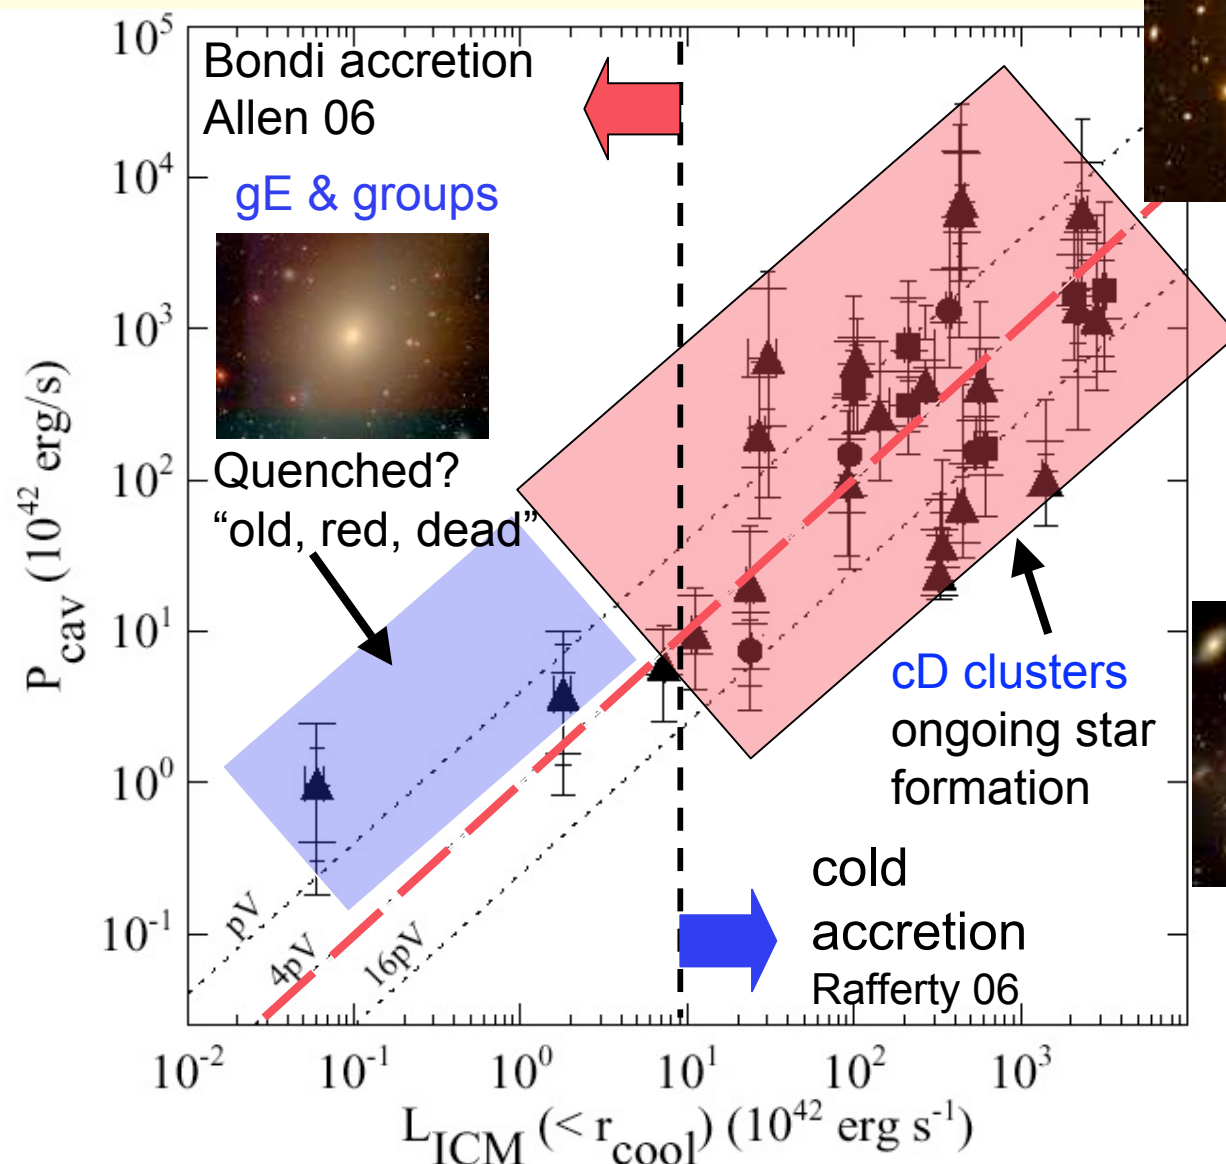 Bondi accretion
Allen 06
gE & groups
Quenched?
“old, red, dead”
cD clusters
ongoing star
formation
cold
accretion
Rafferty 06
pV
4pV
16pV
10^5
10^4
10^3
10^2
10^1
10^0
10^-1
P_cav (10^42 erg/s)
10^-2
10^-1
10^0
10^1
10^2
10^3
L_ICM (< r_cool) (10^42 erg s^-1)